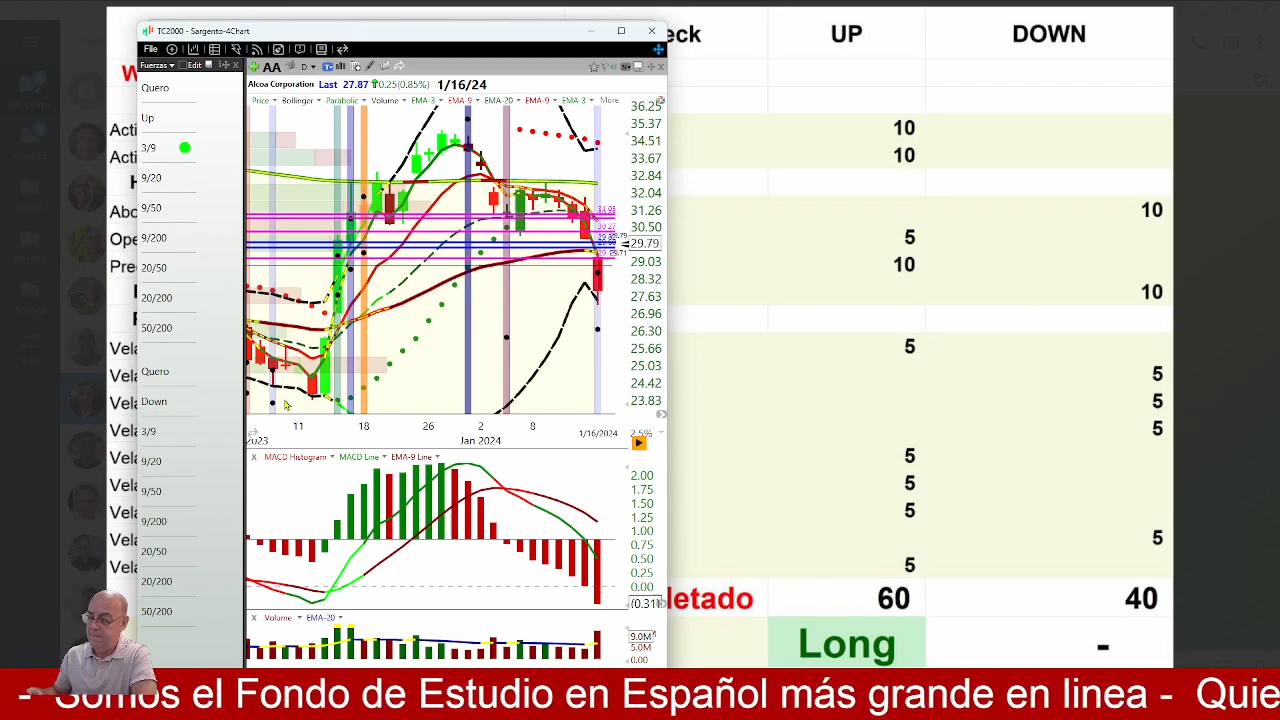 TC2000 - Sargento-4Chart
File
Fuerzas Edit
AA D
Alcoa Corporation Last 27.87 0.25(0.85%) 1/16/24
Price Bollinger Parabolic Volume EMA-3 EMA-9 EMA-20 EMA-9 EMA-3 More
Quero
Up
3/9
9/20
9/50
9/200
20/50
20/200
50/200
Quero
Down
3/9
9/20
9/50
9/200
20/50
20/200
50/200
36.25
35.37
34.51
33.67
32.84
32.04
31.26
30.50
29.79
29.03
28.32
27.63
26.96
26.30
25.66
25.03
24.42
23.83
30.27
11 18 26 2 8 1/16/2024
2.5%
Jan 2024
X MACD Histogram MACD Line EMA-9 Line
2.00
1.75
1.50
1.25
1.00
0.75
0.50
0.25
0.00
(0.31)
X Volume EMA-20
9.0M
5.0M
0.00
eck UP DOWN
W
Acti 10
Acti 10
Abo 10
Ope 5
Pre 10
10
Vela 5
Vela 5
Vela 5
Vela 5
Vela 5
Vela 5
Vela 5
Vela 5
Vela 5
letado 60 40
Long -
- Somos el Fondo de Estudio en Español más grande en linea - Quie